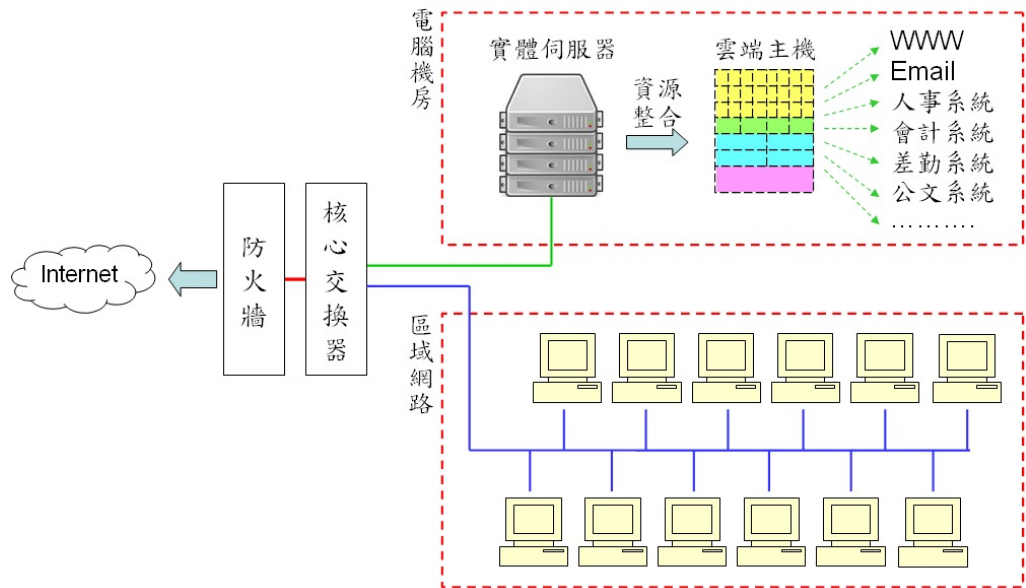 電腦機房
實體伺服器
資源
整合
雲端主機
WWW
Email
人事系統
會計系統
差勤系統
公文系統
……….
Internet
防火牆
核心交換器
區域網路